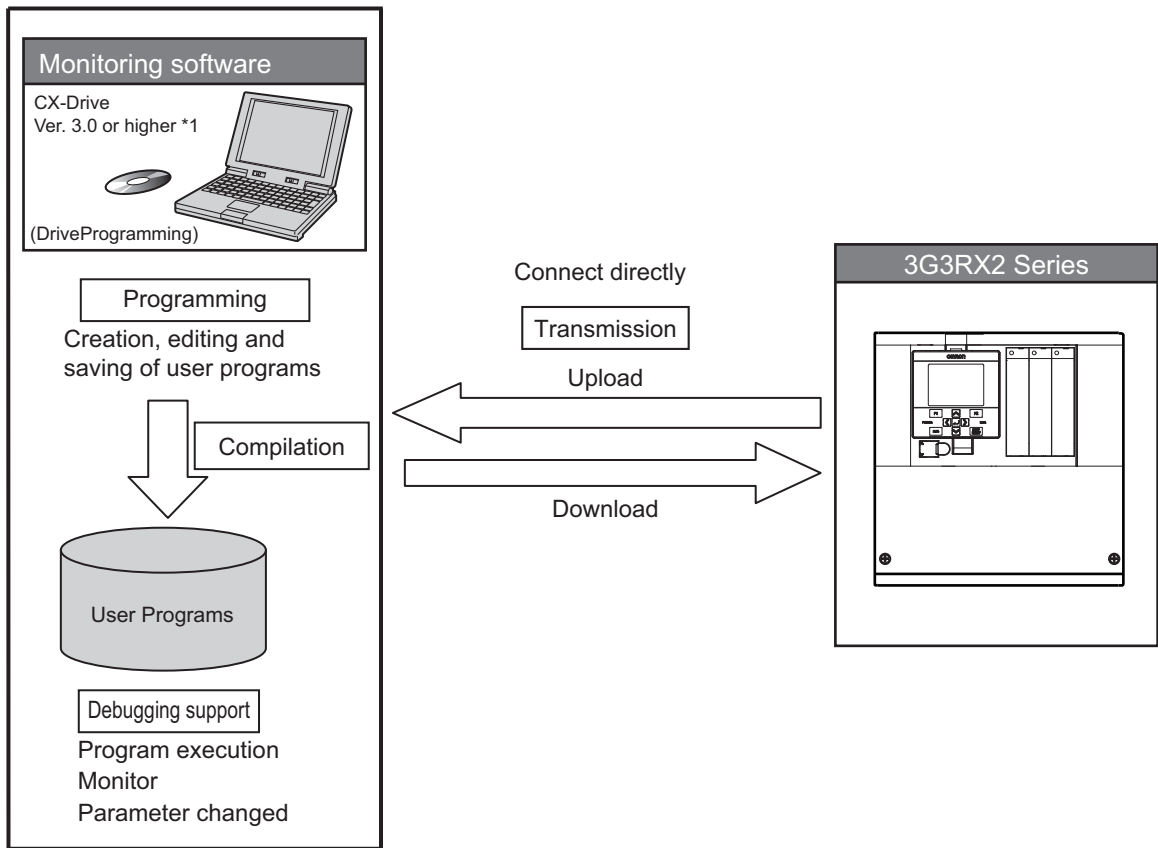 Monitoring software
CX-Drive
Ver. 3.0 or higher *1
(DriveProgramming)
Programming
Creation, editing and
saving of user programs
Compilation
User Programs
Debugging support
Program execution
Monitor
Parameter changed
Connect directly
Transmission
Upload
Download
3G3RX2 Series
OMRON